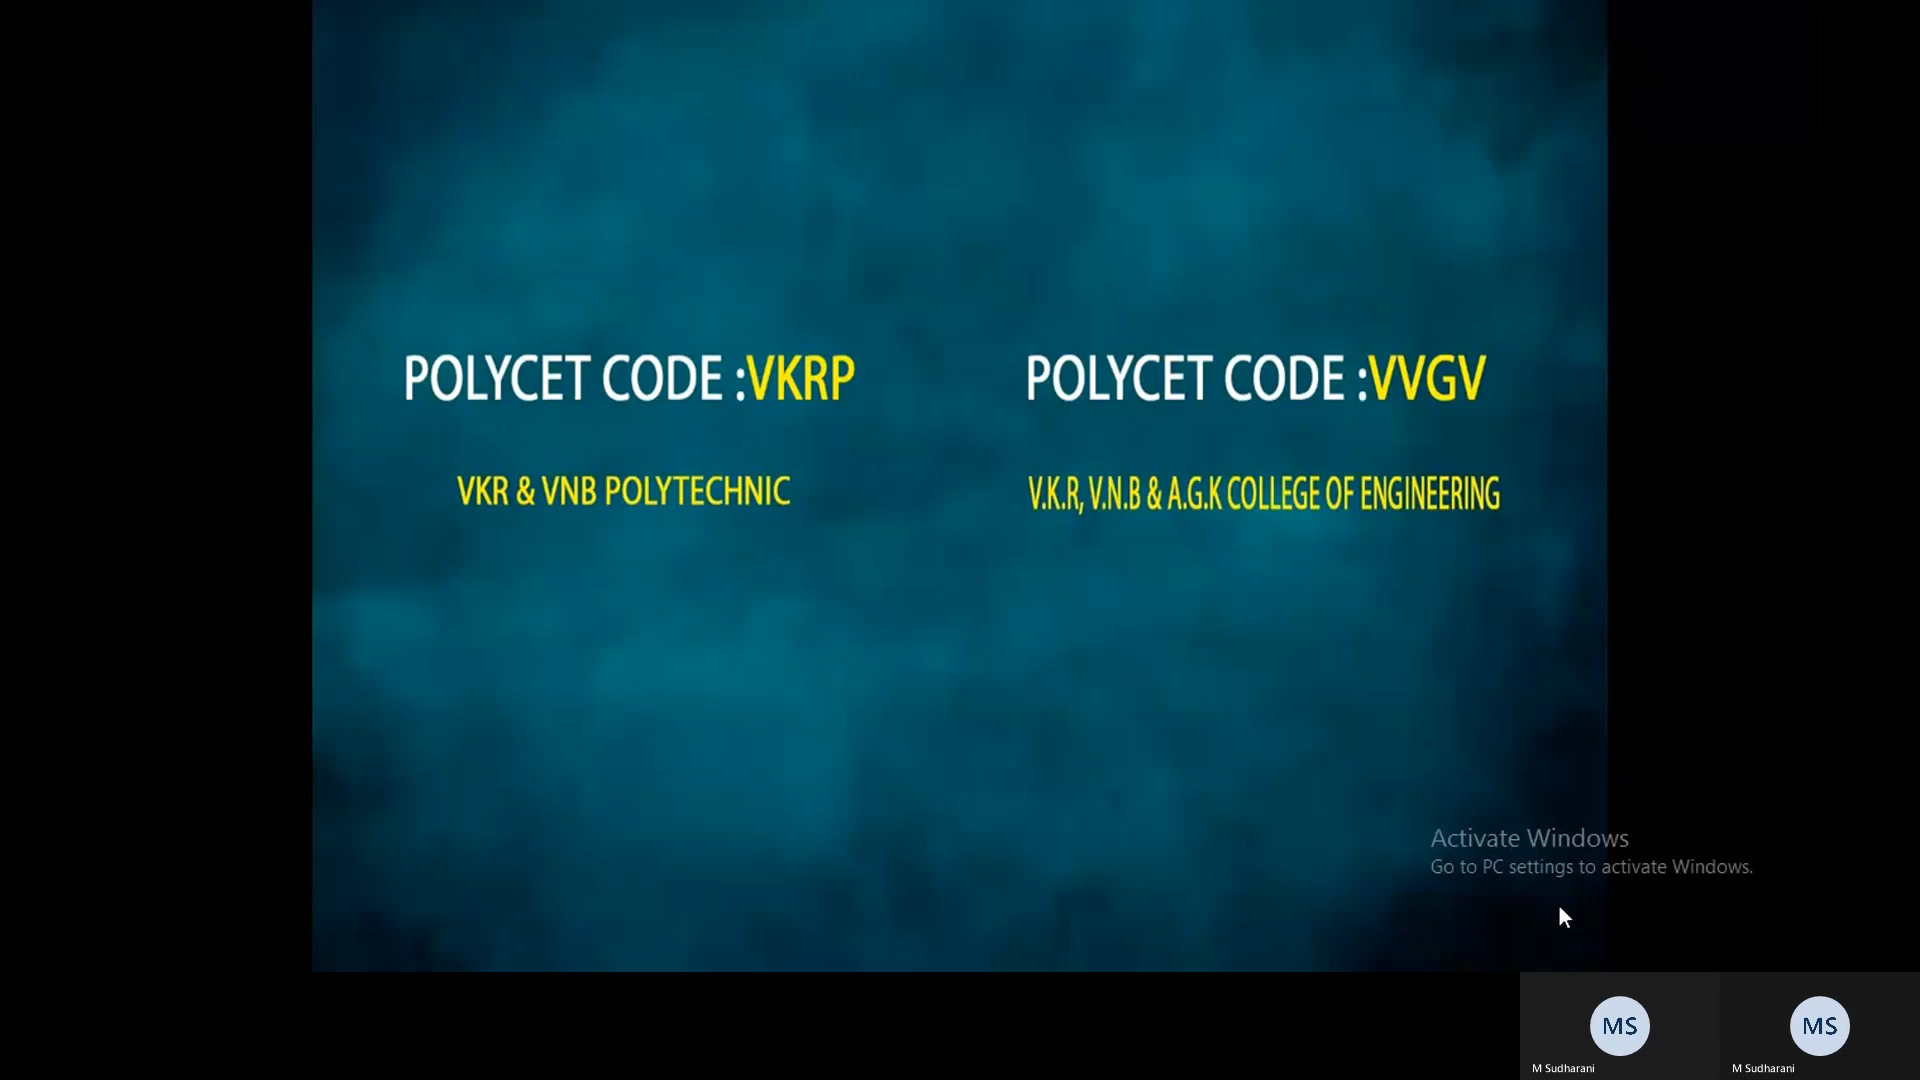 POLYCET CODE :VKRP
VKR & VNB POLYTECHNIC
POLYCET CODE :VVGV
V.K.R, V.N.B & A.G.K COLLEGE OF ENGINEERING
Activate Windows
Go to PC settings to activate Windows.
MS
M Sudharani
MS
M Sudharani